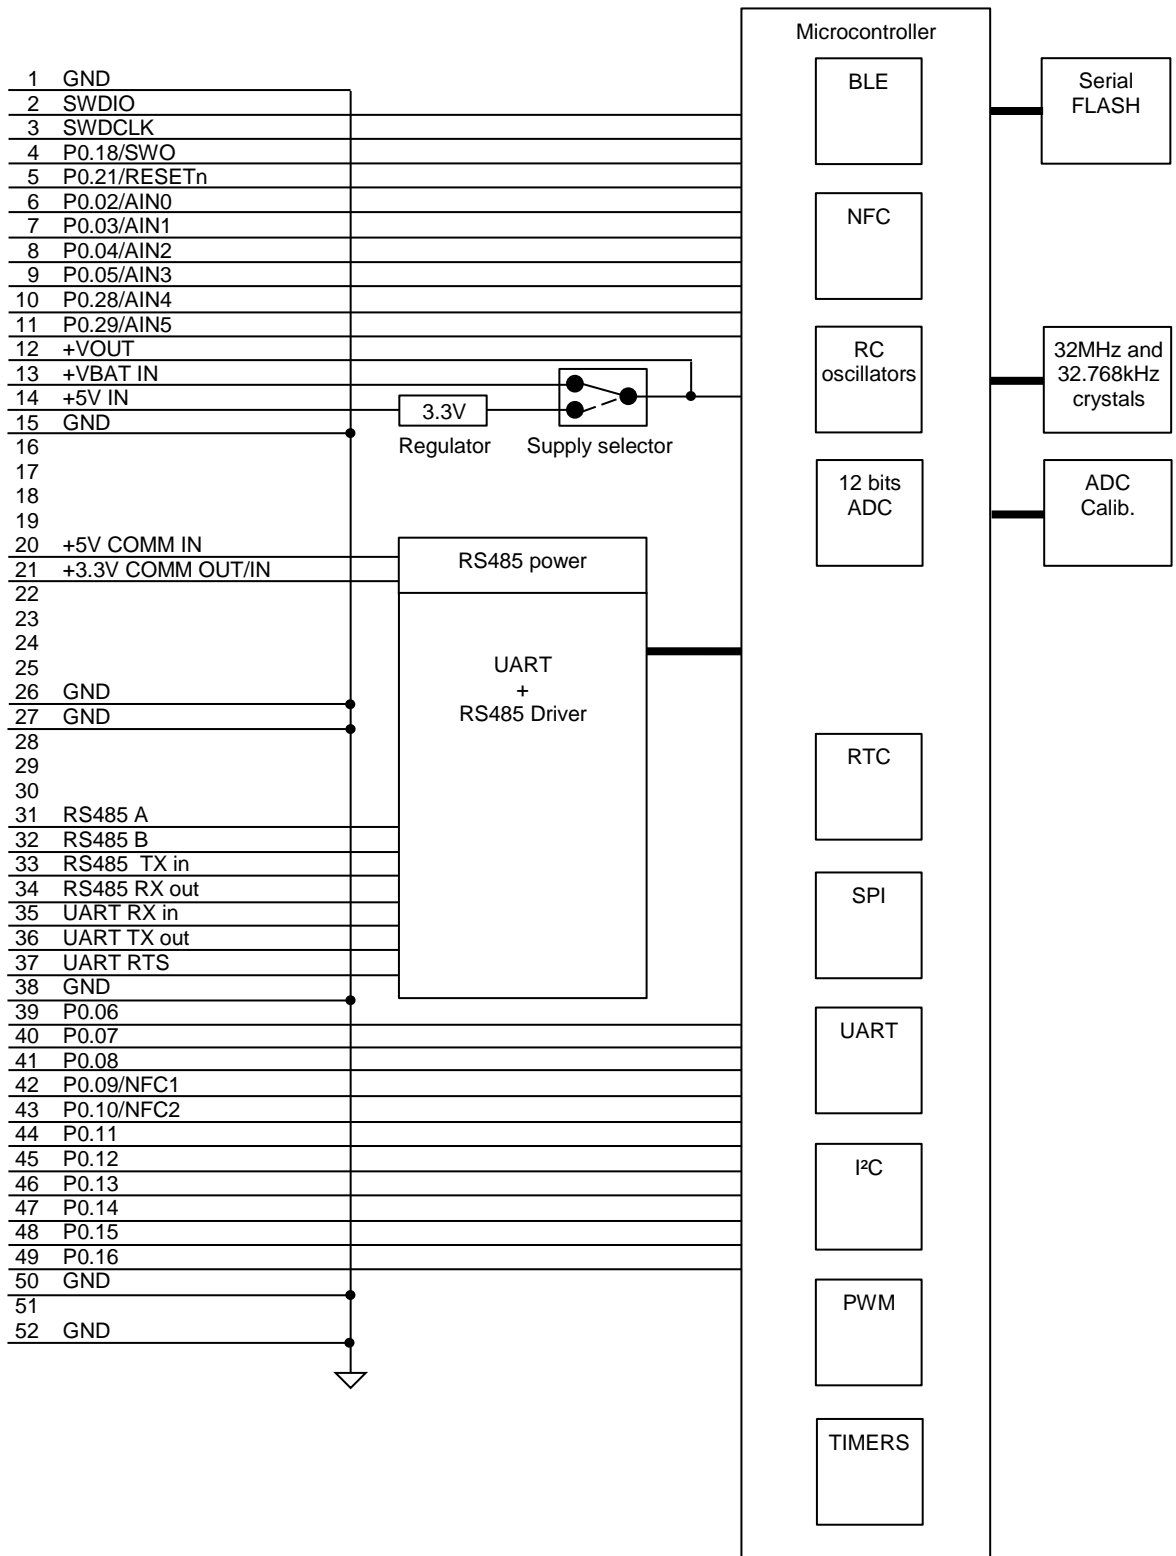 Microcontroller
BLE
Serial
FLASH
NFC
RC
oscillators
32MHz and
32.768kHz
crystals
12 bits
ADC
ADC
Calib.
RTC
SPI
UART
I²C
PWM
TIMERS
1 GND
2 SWDIO
3 SWDCLK
4 P0.18/SWO
5 P0.21/RESETn
6 P0.02/AIN0
7 P0.03/AIN1
8 P0.04/AIN2
9 P0.05/AIN3
10 P0.28/AIN4
11 P0.29/AIN5
12 +VOUT
13 +VBAT IN
14 +5V IN
15 GND
16
17
18
19
20 +5V COMM IN
21 +3.3V COMM OUT/IN
22
23
24
25
26 GND
27 GND
28
29
30
31 RS485 A
32 RS485 B
33 RS485 TX in
34 RS485 RX out
35 UART RX in
36 UART TX out
37 UART RTS
38 GND
39 P0.06
40 P0.07
41 P0.08
42 P0.09/NFC1
43 P0.10/NFC2
44 P0.11
45 P0.12
46 P0.13
47 P0.14
48 P0.15
49 P0.16
50 GND
51
52 GND
3.3V
Regulator
Supply selector
RS485 power
UART
+
RS485 Driver